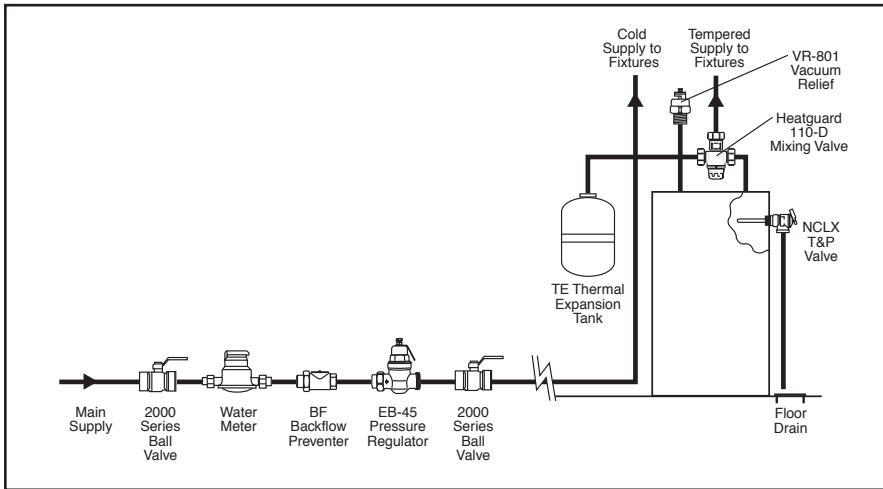 Cold
Supply to
Fixtures
Tempered
Supply to
Fixtures
VR-801
Vacuum
Relief
Heatguard
110-D
Mixing Valve
NCLX
T&P
Valve
TE Thermal
Expansion
Tank
Main
Supply
2000
Series
Ball
Valve
Water
Meter
BF
Backflow
Preventer
EB-45
Pressure
Regulator
2000
Series
Ball
Valve
Floor
Drain